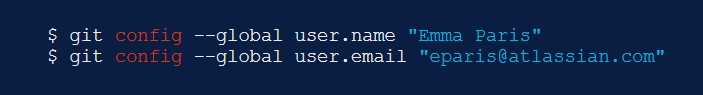 $ git config --global user.name "Emma Paris"
$ git config --global user.email "eparis@atlassian.com"